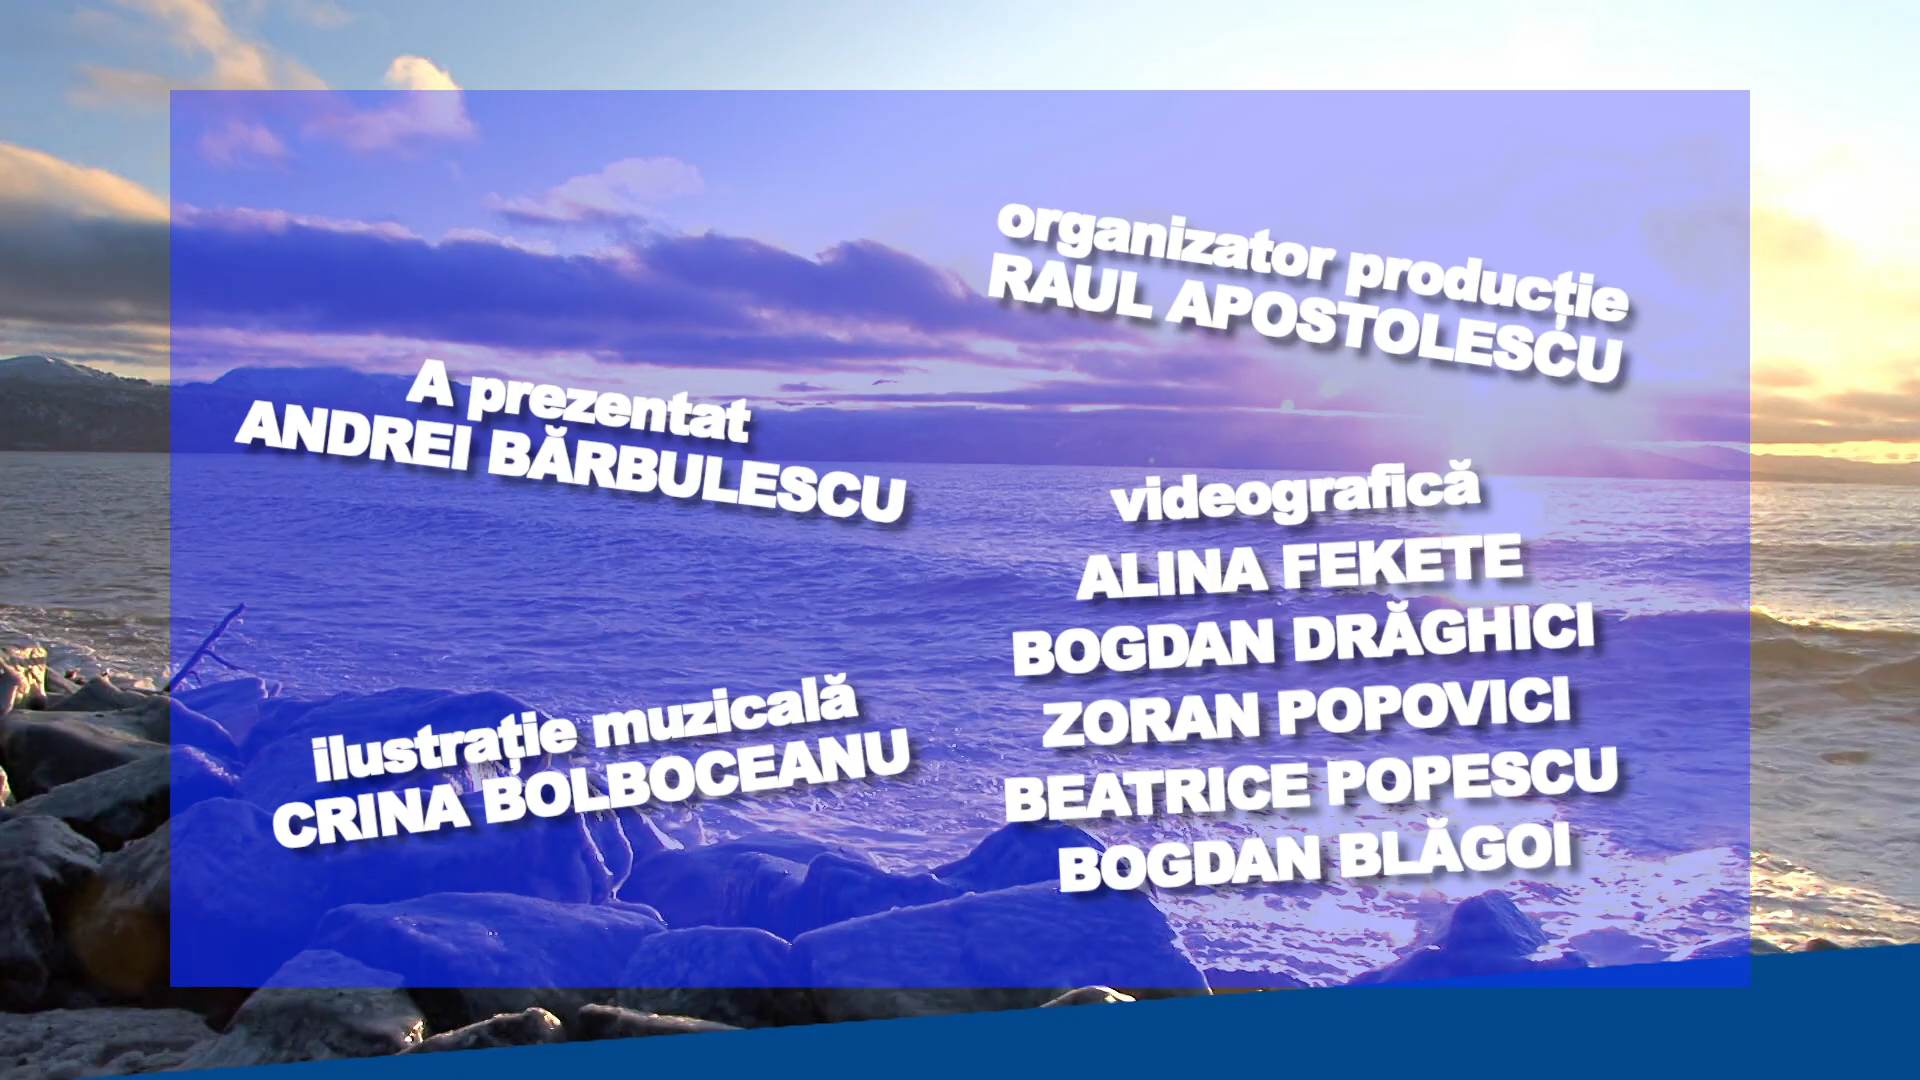 A prezentat
ANDREI BĂRBULESCU
ilustrație muzicală
CRINA BOLBOCEANU
organizator producție
RAUL APOSTOLESCU
videografică
ALINA FEKETE
BOGDAN DRĂGHICI
ZORAN POPOVICI
BEATRICE POPESCU
BOGDAN BLĂGOI